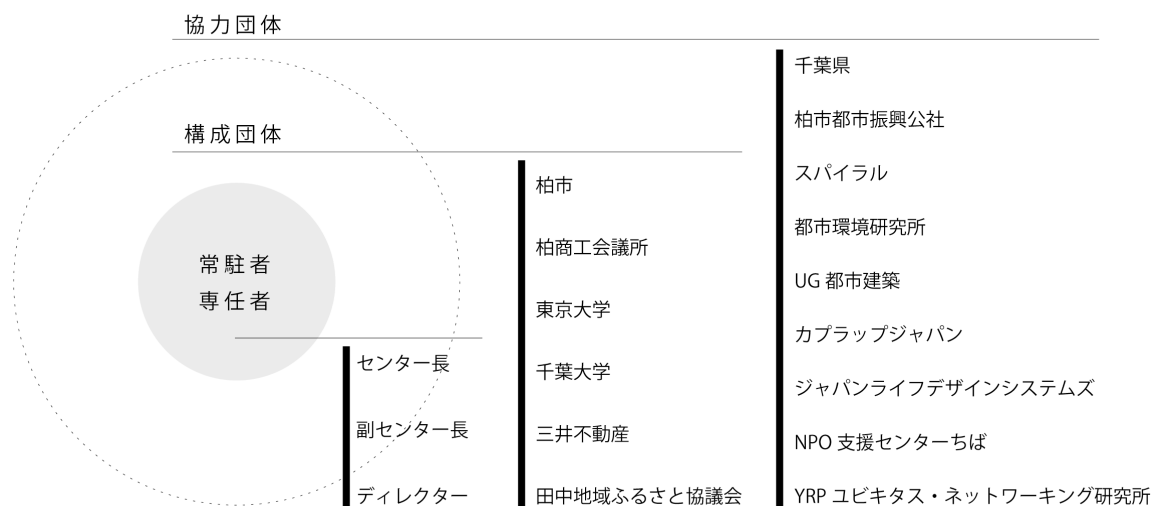 協力団体
千葉県
柏市都市振興公社
スパイラル
都市環境研究所
UG 都市建築
カプラップジャパン
ジャパンライフデザインシステムズ
NPO 支援センターちば
YRP ユビキタス・ネットワーキング研究所
構成団体
柏市
柏商工会議所
東京大学
千葉大学
三井不動産
田中地域ふるさと協議会
常駐者
専任者
センター長
副センター長
ディレクター